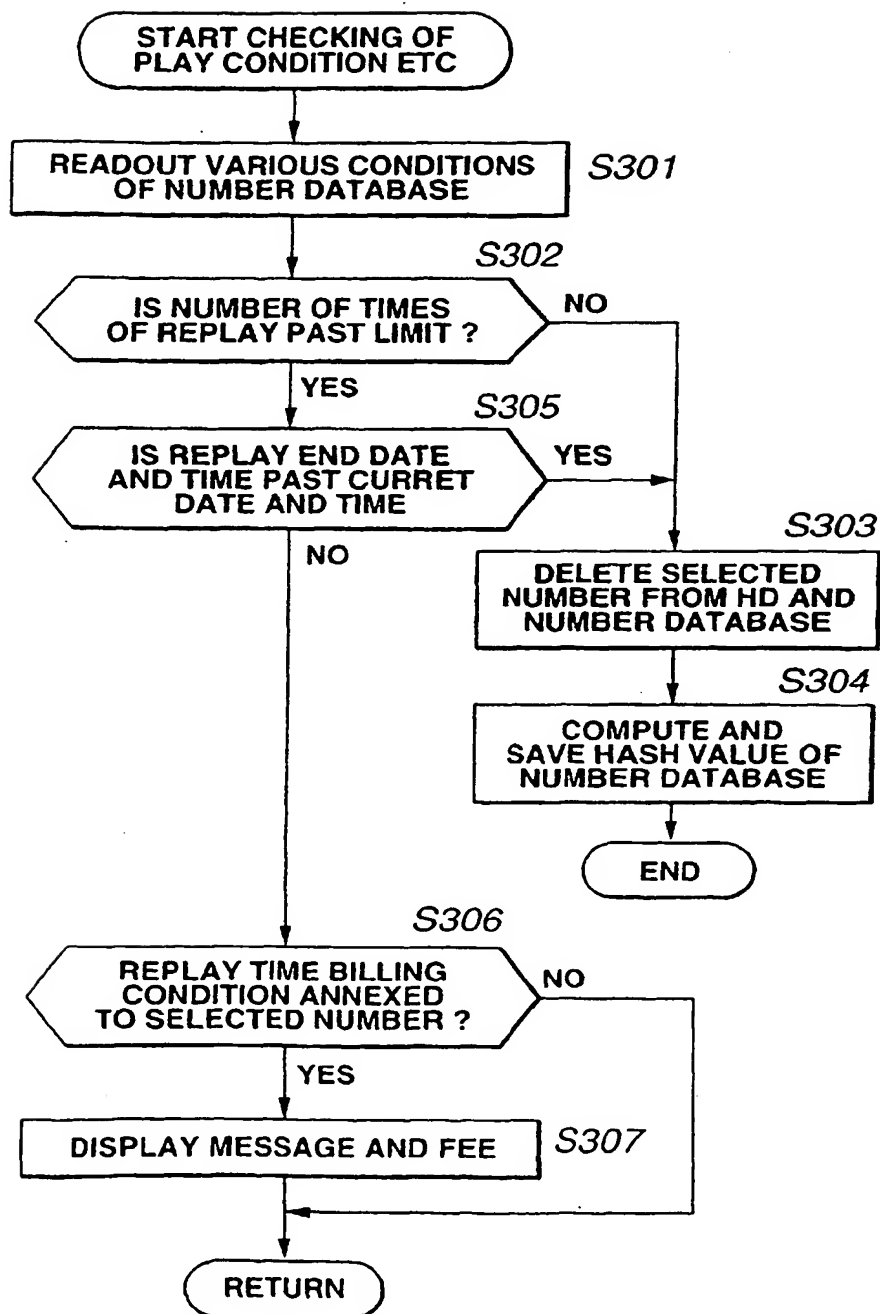 START CHECKING OF
PLAY CONDITION ETC
READOUT VARIOUS CONDITIONS
OF NUMBER DATABASE
S301
S302
IS NUMBER OF TIMES
OF REPLAY PAST LIMIT ?
NO
YES
S305
IS REPLAY END DATE
AND TIME PAST CURRET
DATE AND TIME
YES
NO
S303
DELETE SELECTED
NUMBER FROM HD AND
NUMBER DATABASE
S304
COMPUTE AND
SAVE HASH VALUE OF
NUMBER DATABASE
END
S306
REPLAY TIME BILLING
CONDITION ANNEXED
TO SELECTED NUMBER ?
NO
YES
DISPLAY MESSAGE AND FEE
S307
RETURN